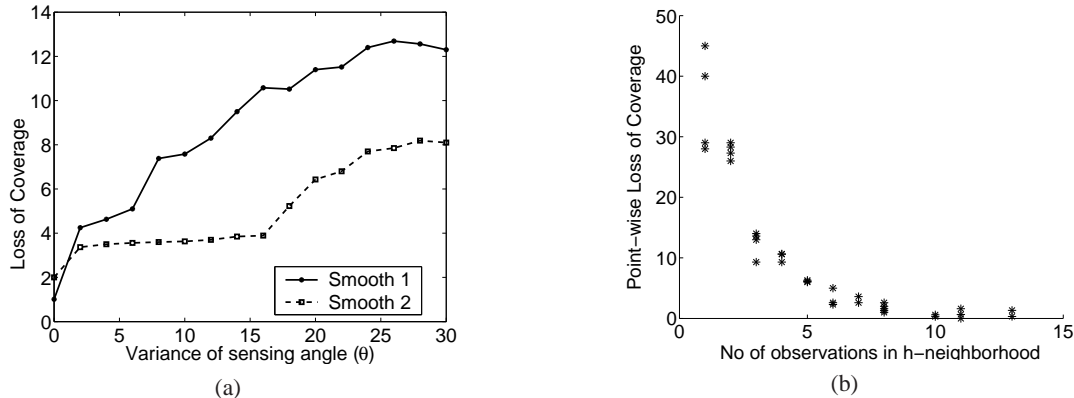 14
12
10
8
6
4
2
0
Loss of Coverage
0 5 10 15 20 25 30
Variance of sensing angle (θ)
Smooth 1
Smooth 2
(a)
50
40
30
20
10
0
Point−wise Loss of Coverage
0 5 10 15
No of observations in h−neighborhood
(b)